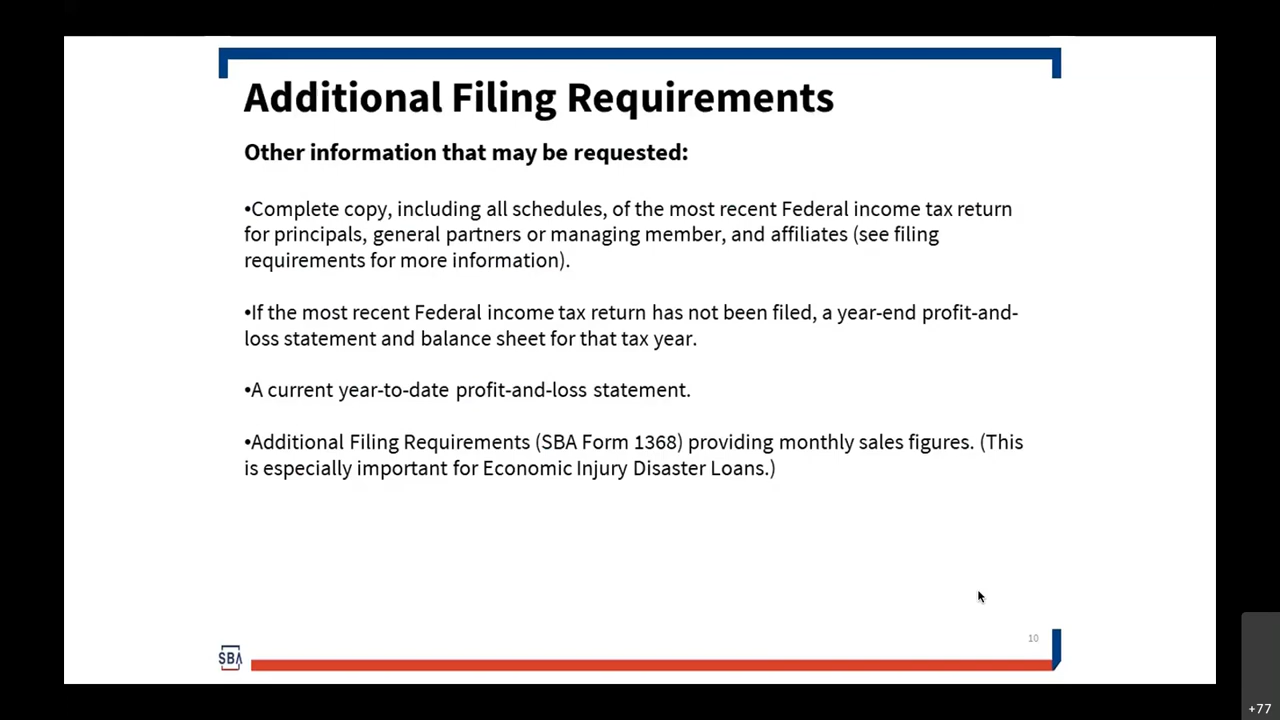 Additional Filing Requirements
Other information that may be requested:
•Complete copy, including all schedules, of the most recent Federal income tax return
for principals, general partners or managing member, and affiliates (see filing
requirements for more information).
•If the most recent Federal income tax return has not been filed, a year-end profit-and-
loss statement and balance sheet for that tax year.
•A current year-to-date profit-and-loss statement.
•Additional Filing Requirements (SBA Form 1368) providing monthly sales figures. (This
is especially important for Economic Injury Disaster Loans.)
10
SBA
+77